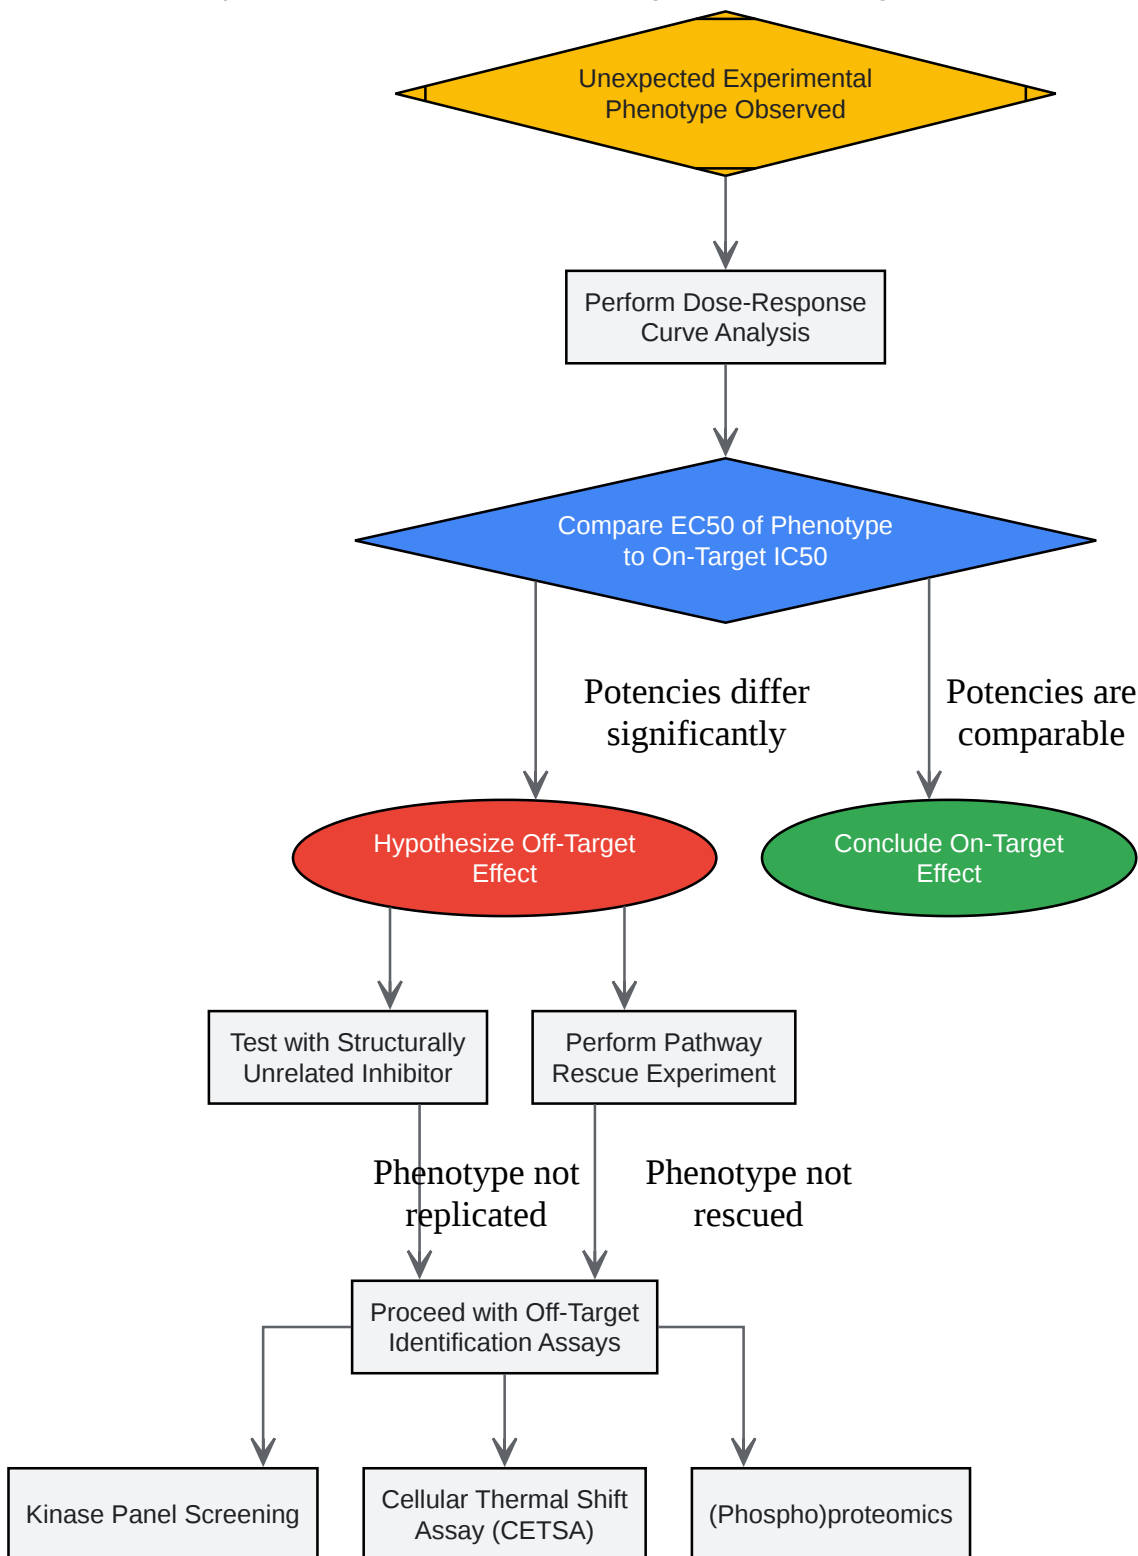 Unexpected Experimental
Phenotype Observed
Perform Dose-Response
Curve Analysis
Compare EC50 of Phenotype
to On-Target IC50
Potencies differ
significantly
Potencies are
comparable
Hypothesize Off-Target
Effect
Conclude On-Target
Effect
Test with Structurally
Unrelated Inhibitor
Perform Pathway
Rescue Experiment
Phenotype not
replicated
Phenotype not
rescued
Proceed with Off-Target
Identification Assays
Kinase Panel Screening
Cellular Thermal Shift
Assay (CETSA)
(Phospho)proteomics